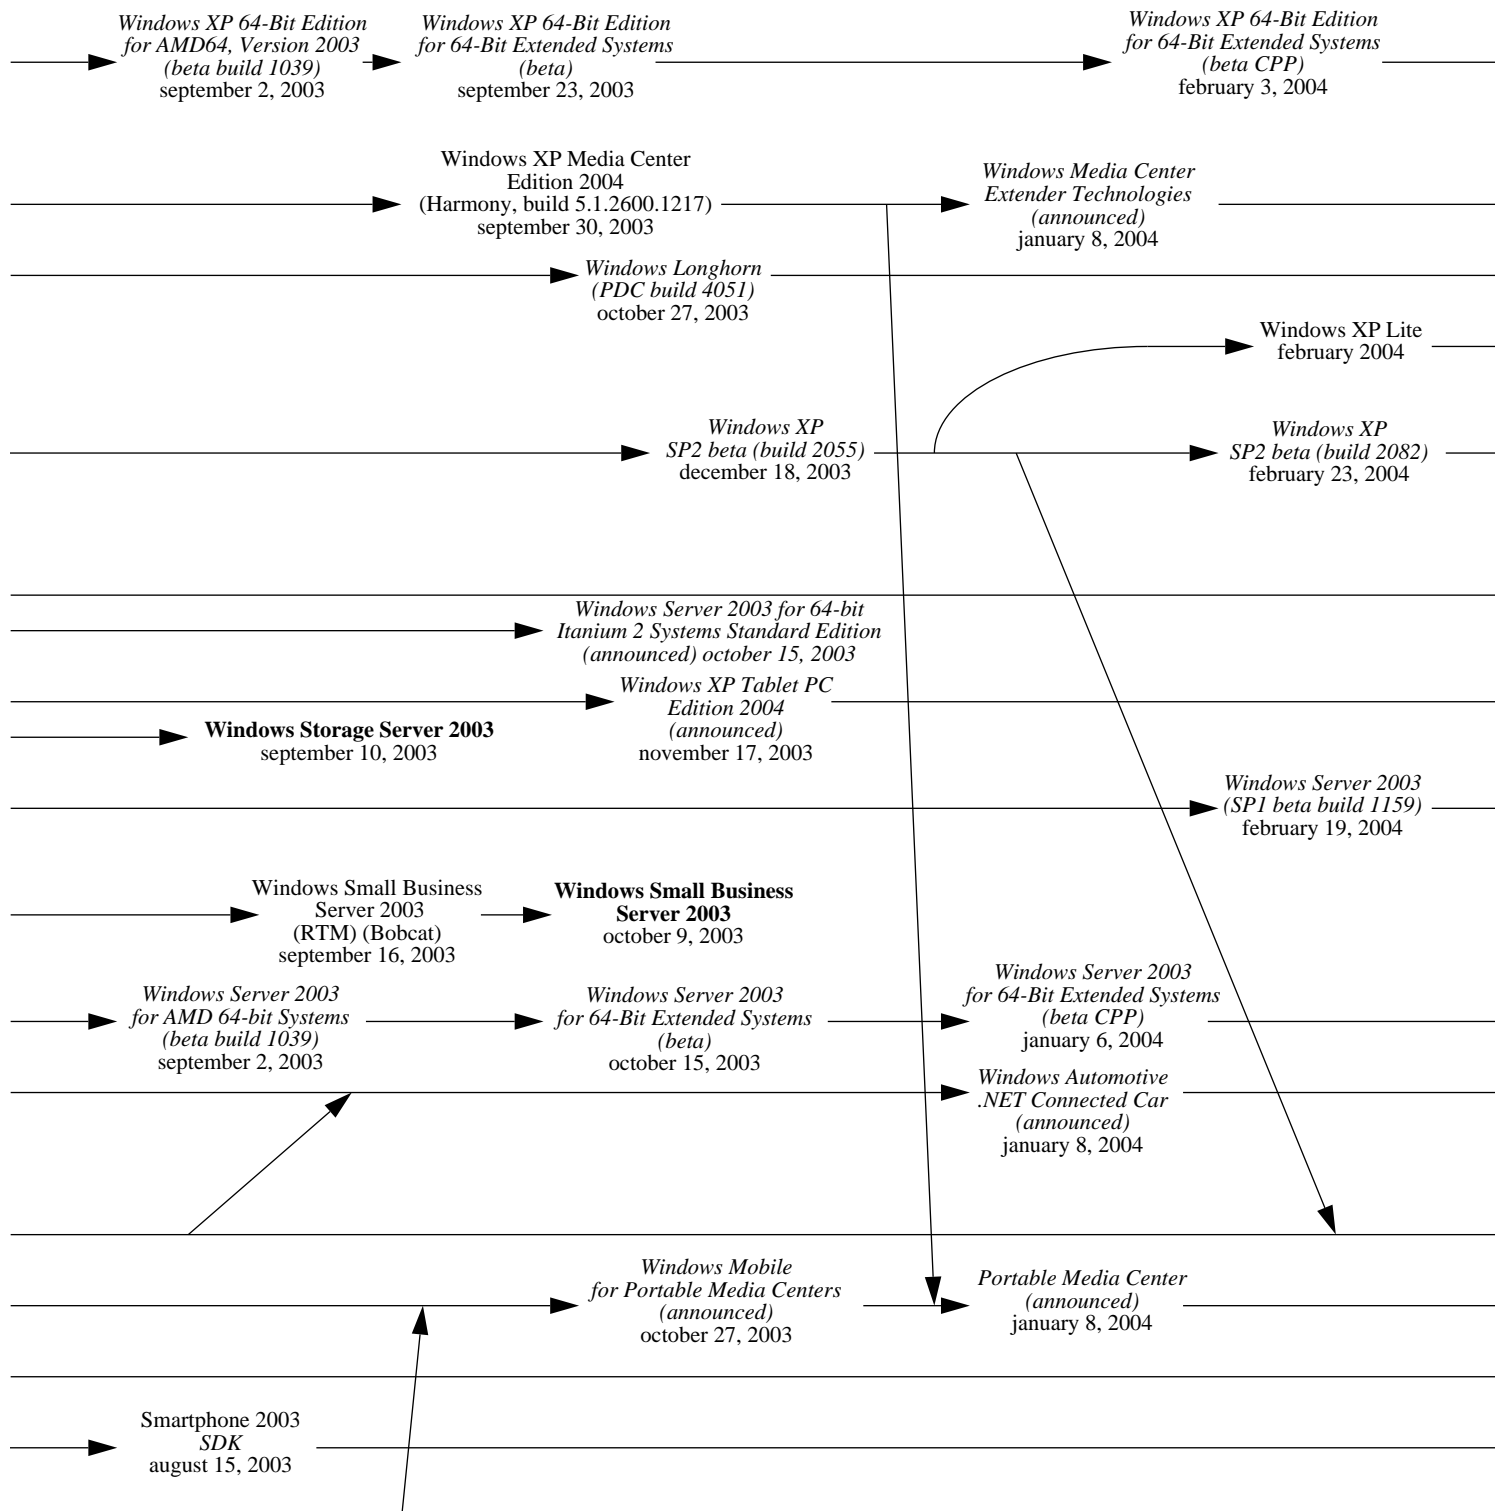 Windows XP 64-Bit Edition
for AMD64, Version 2003
(beta build 1039)
september 2, 2003
Windows XP 64-Bit Edition
for 64-Bit Extended Systems
(beta)
september 23, 2003
Windows XP 64-Bit Edition
for 64-Bit Extended Systems
(beta CPP)
february 3, 2004
Windows XP Media Center
Edition 2004
(Harmony, build 5.1.2600.1217)
september 30, 2003
Windows Media Center
Extender Technologies
(announced)
january 8, 2004
Windows Longhorn
(PDC build 4051)
october 27, 2003
Windows XP Lite
february 2004
Windows XP
SP2 beta (build 2055)
december 18, 2003
Windows XP
SP2 beta (build 2082)
february 23, 2004
Windows Server 2003 for 64-bit
Itanium 2 Systems Standard Edition
(announced) october 15, 2003
Windows XP Tablet PC
Edition 2004
(announced)
november 17, 2003
Windows Storage Server 2003
september 10, 2003
Windows Server 2003
(SP1 beta build 1159)
february 19, 2004
Windows Small Business
Server 2003
(RTM) (Bobcat)
september 16, 2003
Windows Small Business
Server 2003
october 9, 2003
Windows Server 2003
for AMD 64-bit Systems
(beta build 1039)
september 2, 2003
Windows Server 2003
for 64-Bit Extended Systems
(beta)
october 15, 2003
Windows Server 2003
for 64-Bit Extended Systems
(beta CPP)
january 6, 2004
Windows Automotive
.NET Connected Car
(announced)
january 8, 2004
Windows Mobile
for Portable Media Centers
(announced)
october 27, 2003
Portable Media Center
(announced)
january 8, 2004
Smartphone 2003
SDK
august 15, 2003